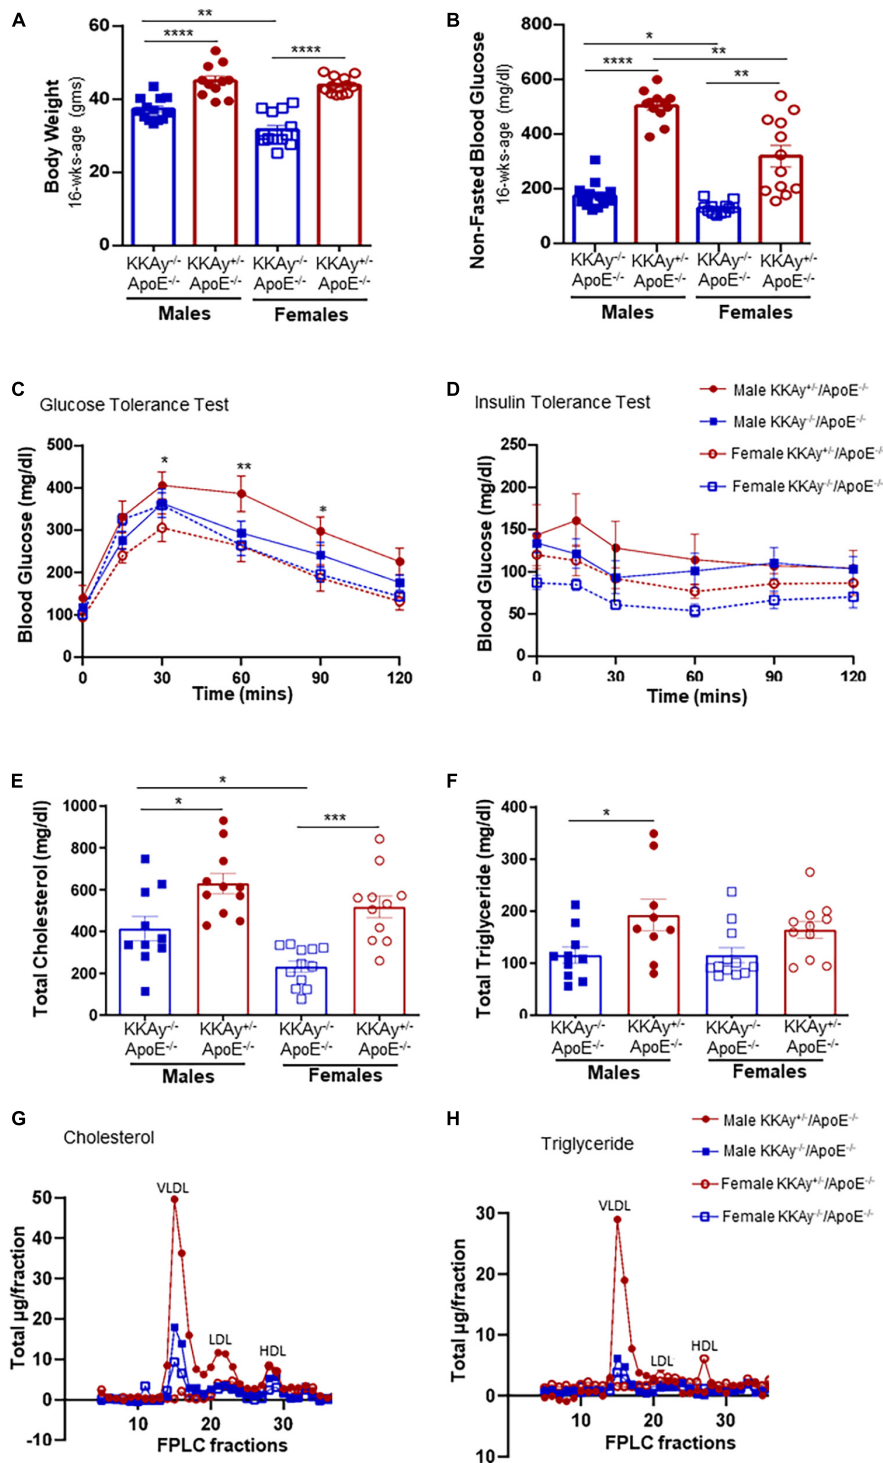 A
Body Weight
16-wks-age (gms)
60
40
20
0
**
****
****
KKAy-/- KKAy+/- KKAy-/- KKAy+/-
ApoE-/- ApoE-/- ApoE-/- ApoE-/-
Males Females
B
Non-Fasted Blood Glucose
16-wks-age (mg/dl)
800
600
400
200
0
*
**
****
**
KKAy-/- KKAy+/- KKAy-/- KKAy+/-
ApoE-/- ApoE-/- ApoE-/- ApoE-/-
Males Females
C
Glucose Tolerance Test
Blood Glucose (mg/dl)
500
400
300
200
100
0
* ** *
0 30 60 90 120
Time (mins)
D
Insulin Tolerance Test
Male KKAy+/-/ApoE-/-
Male KKAy-/-/ApoE-/-
Female KKAy+/-/ApoE-/-
Female KKAy-/-/ApoE-/-
Blood Glucose (mg/dl)
250
200
150
100
50
0
0 30 60 90 120
Time (mins)
E
Total Cholesterol (mg/dl)
1000
800
600
400
200
0
*
*
***
KKAy-/- KKAy+/- KKAy-/- KKAy+/-
ApoE-/- ApoE-/- ApoE-/- ApoE-/-
Males Females
F
Total Triglyceride (mg/dl)
400
300
200
100
0
*
KKAy-/- KKAy+/- KKAy-/- KKAy+/-
ApoE-/- ApoE-/- ApoE-/- ApoE-/-
Males Females
G
Cholesterol
Total µg/fraction
50
40
30
20
10
0
-10
VLDL
LDL
HDL
10 20 30
FPLC fractions
H
Triglyceride
Male KKAy+/-/ApoE-/-
Male KKAy-/-/ApoE-/-
Female KKAy+/-/ApoE-/-
Female KKAy-/-/ApoE-/-
Total µg/fraction
30
20
10
0
10
VLDL
LDL
HDL
10 20 30
FPLC fractions